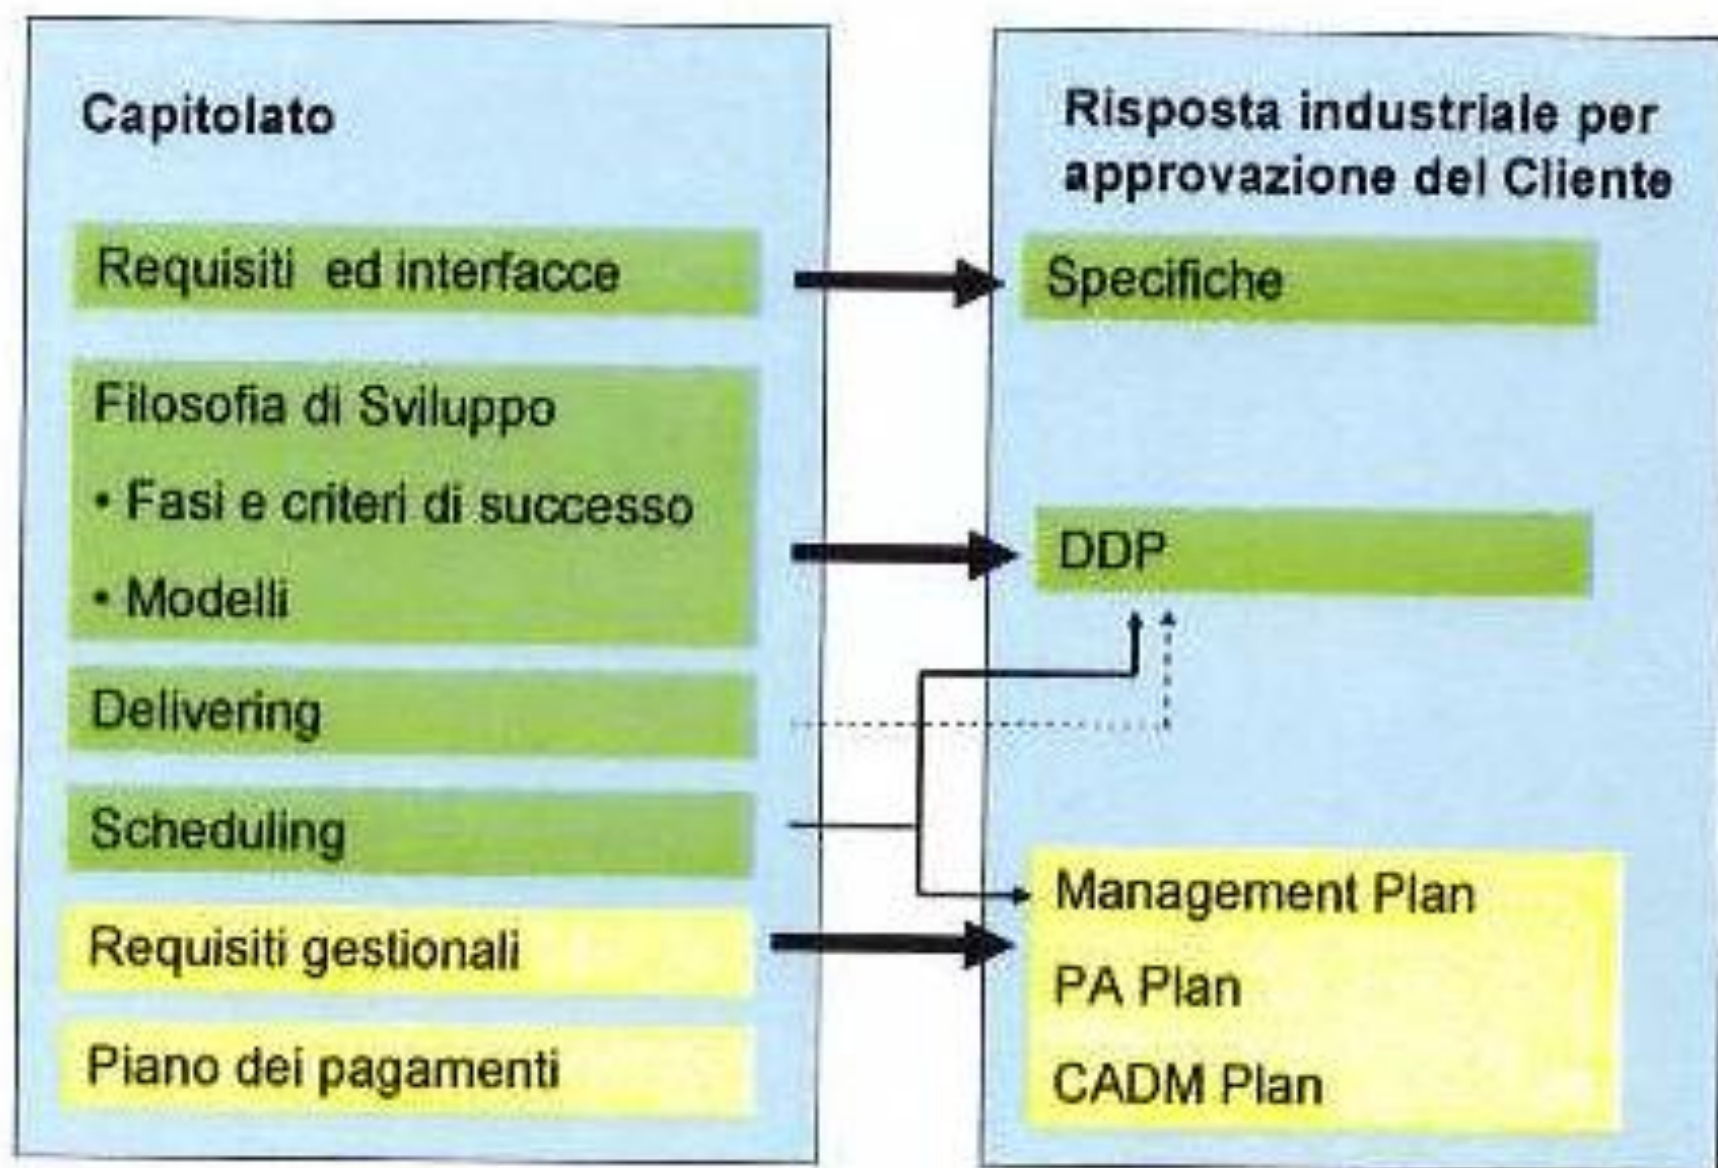 Capitolato
Requisiti ed interfacce
Filosofia di Sviluppo
• Fasi e criteri di successo
• Modelli
Delivering
Scheduling
Requisiti gestionali
Piano dei pagamenti
Risposta industriale per
approvazione del Cliente
Specifiche
DDP
Management Plan
PA Plan
CADM Plan